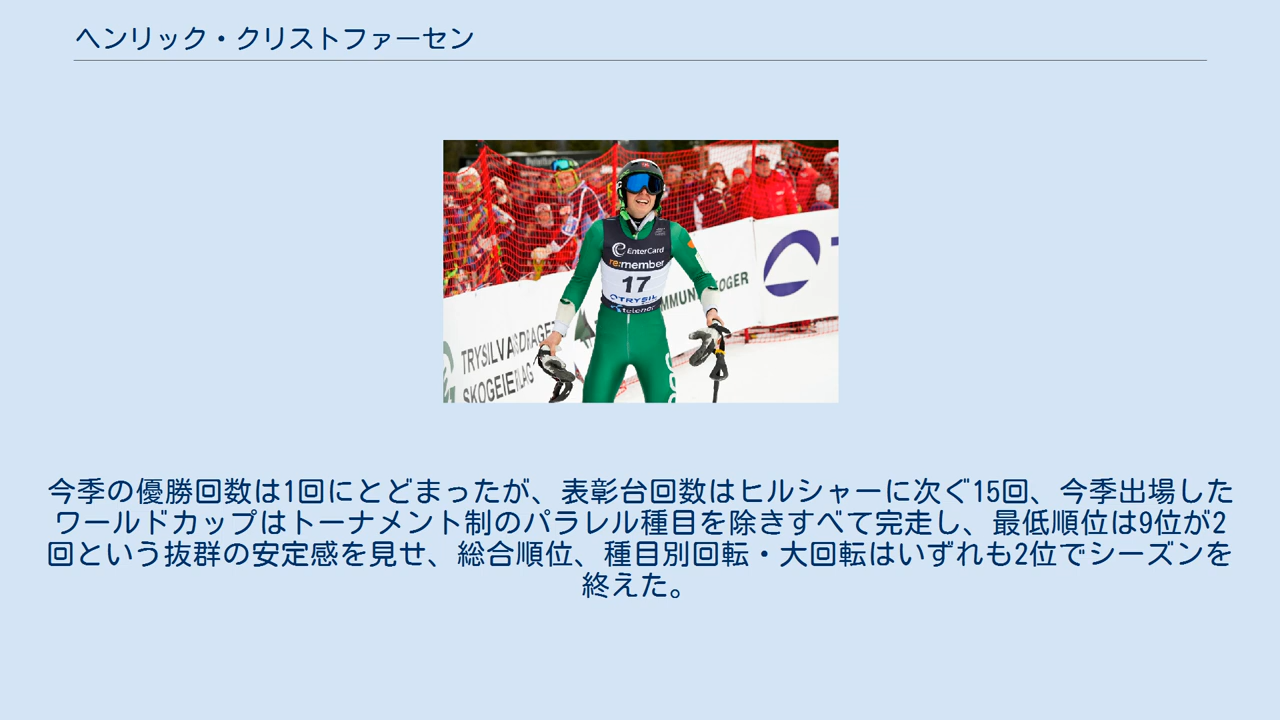 ヘンリック・クリストファーセン
EnterCard
re:member
17
TRYSIL
telenor
TRYSILVASSDRAGET
SKOGEIERLAG
今季の優勝回数は1回にとどまったが、表彰台回数はヒルシャーに次ぐ15回、今季出場した
ワールドカップはトーナメント制のパラレル種目を除きすべて完走し、最低順位は9位が2
回という抜群の安定感を見せ、総合順位、種目別回転・大回転はいずれも2位でシーズンを
終えた。